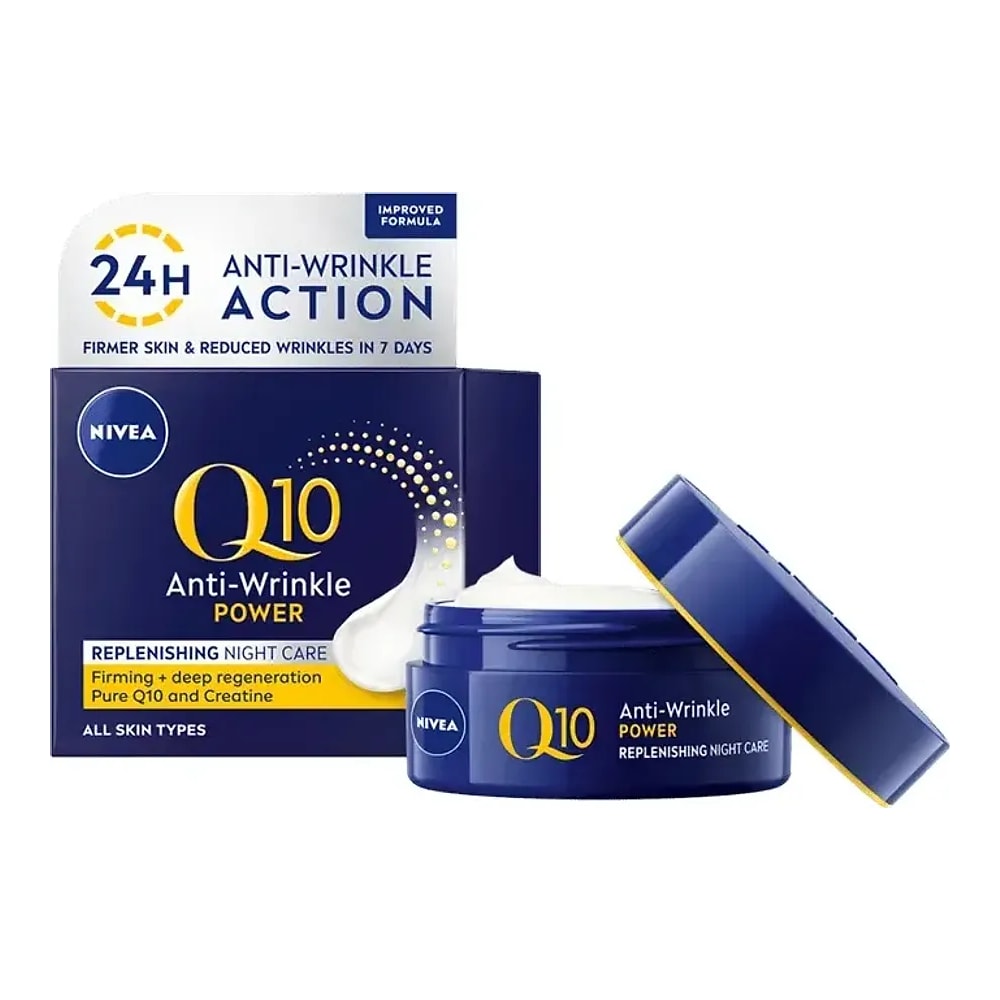 IMPROVED
FORMULA
24H
ANTI-WRINKLE
ACTION
FIRMER SKIN & REDUCED WRINKLES IN 7 DAYS
NIVEA
Q10
Anti-Wrinkle
POWER
REPLENISHING NIGHT CARE
Firming + deep regeneration
Pure Q10 and Creatine
ALL SKIN TYPES
NIVEA
Q10
Anti-Wrinkle
POWER
REPLENISHING NIGHT CARE